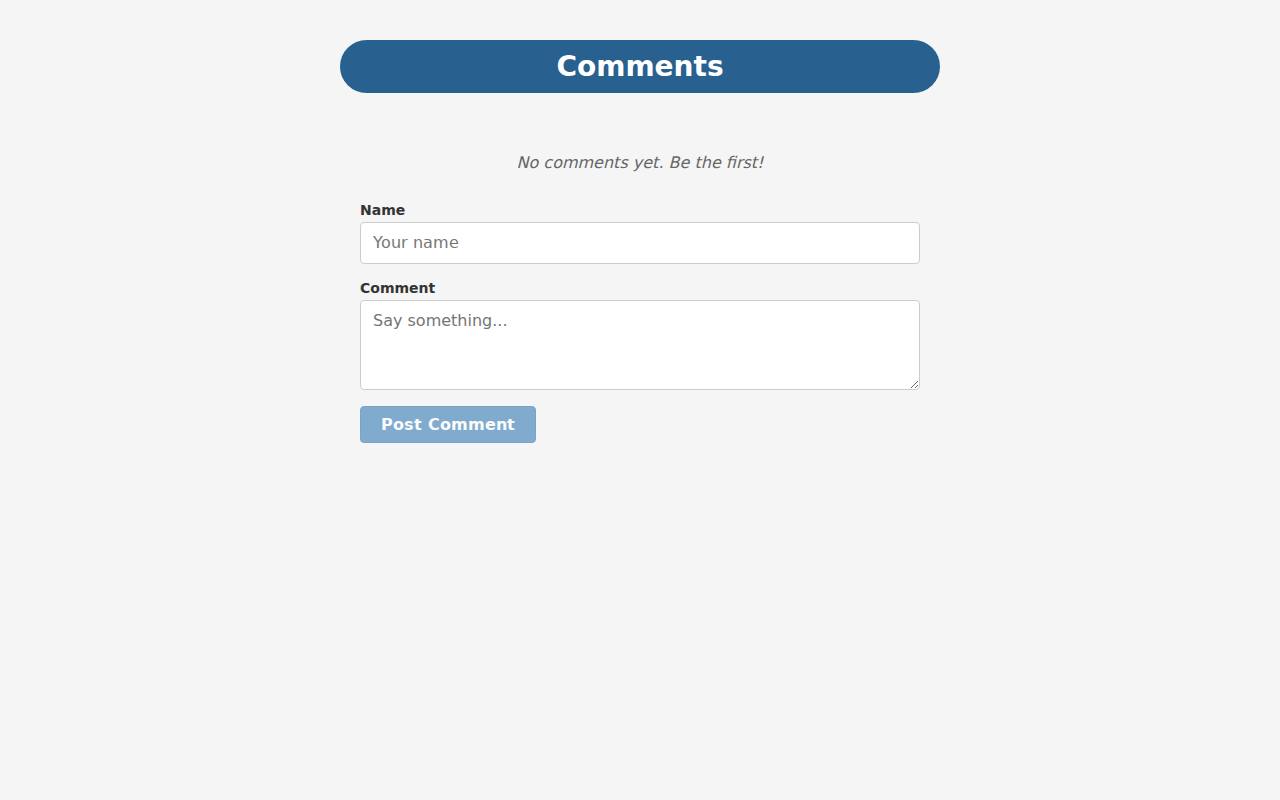 Comments
No comments yet. Be the first!
Name
Your name
Comment
Say something...
Post Comment